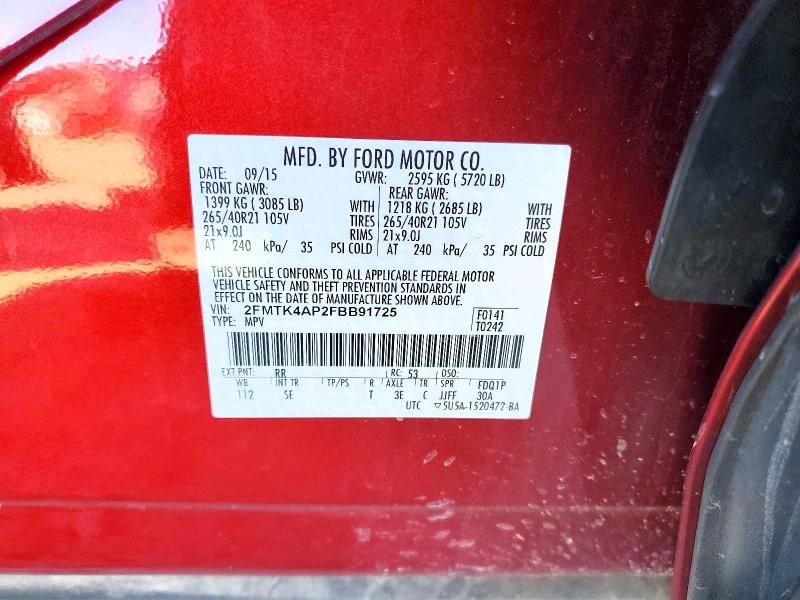 MFD. BY FORD MOTOR CO.
DATE: 09/15 GVWR: 2595 KG ( 5720 LB)
FRONT GAWR: REAR GAWR:
1399 KG ( 3085 LB) WITH 1218 KG ( 2685 LB) WITH
265/40R21 105V TIRES 265/40R21 105V TIRES
21x9.0J RIMS 21x9.0J RIMS
AT 240 kPa/ 35 PSI COLD AT 240 kPa/ 35 PSI COLD
THIS VEHICLE CONFORMS TO ALL APPLICABLE FEDERAL MOTOR
VEHICLE SAFETY AND THEFT PREVENTION STANDARDS IN
EFFECT ON THE DATE OF MANUFACTURE SHOWN ABOVE.
VIN: 2FMTK4AP2FBB91725 F0141
TYPE: MPV T0242
EXT PNT: RR RC: 53 DSO:
WB INT TR TP/PS R AXLE TR SPR FDQ1P
112 SE T 3E C JJFF 30A
UTC ▽5U5A-1520472-BA